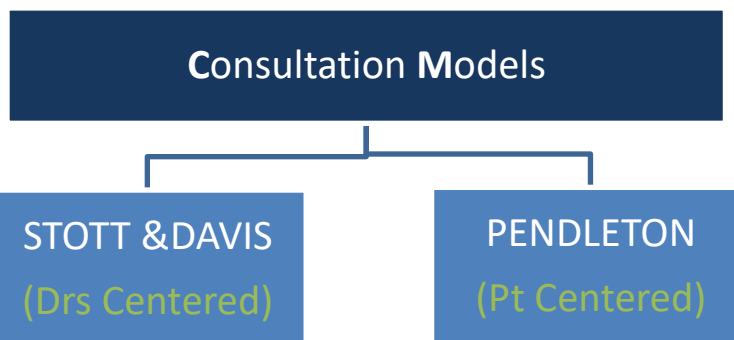 Consultation Models
STOTT &DAVIS
(Drs Centered)
PENDLETON
(Pt Centered)